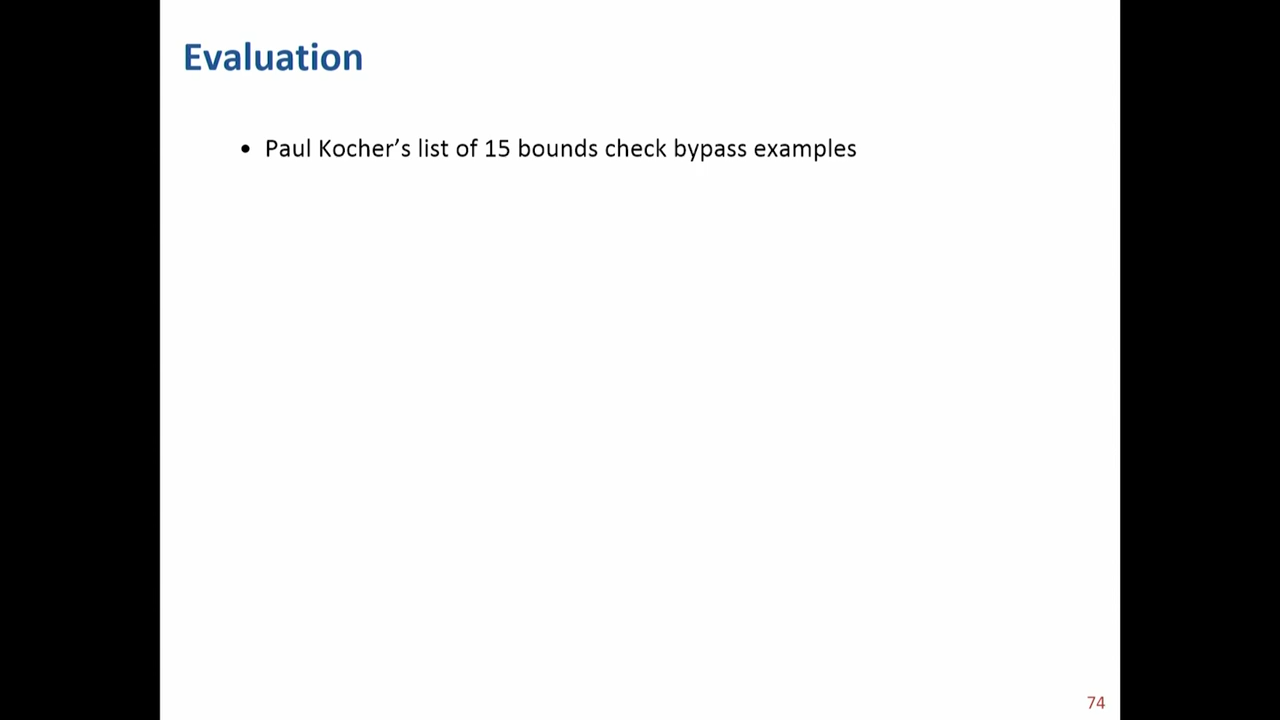 Evaluation
• Paul Kocher’s list of 15 bounds check bypass examples
74